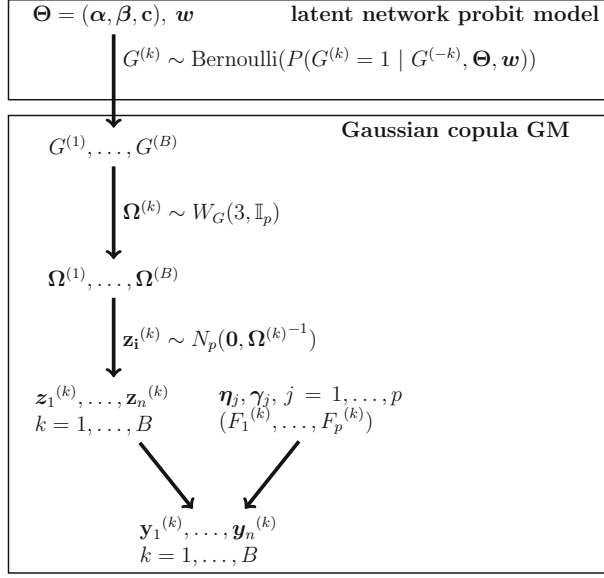 Θ = (α, β, c), w latent network probit model
G^(k) ∼ Bernoulli(P(G^(k) = 1 | G^(−k), Θ, w))
Gaussian copula GM
G^(1), . . . , G^(B)
Ω^(k) ∼ W_G(3, 𝕀_p)
Ω^(1), . . . , Ω^(B)
z_i^(k) ∼ N_p(0, Ω^(k)^−1)
z_1^(k), . . . , z_n^(k) η_j, γ_j, j = 1, . . . , p
k = 1, . . . , B (F_1^(k), . . . , F_p^(k))
y_1^(k), . . . , y_n^(k)
k = 1, . . . , B